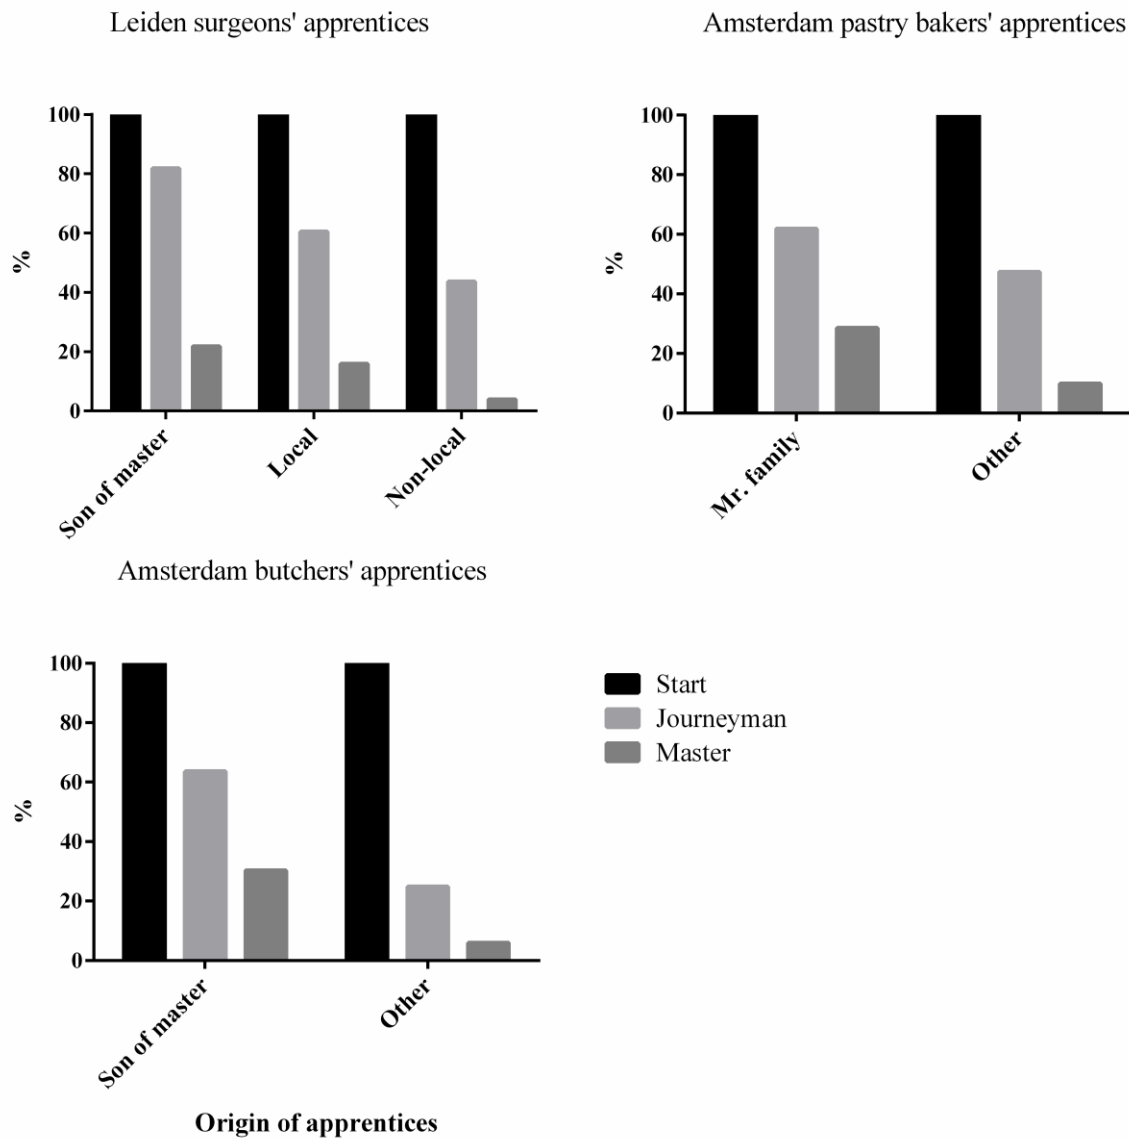 Leiden surgeons' apprentices
100
80
60
40
20
0
%
Son of master
Local
Non-local
Amsterdam pastry bakers' apprentices
100
80
60
40
20
0
%
Mr. family
Other
Amsterdam butchers' apprentices
100
80
60
40
20
0
%
Son of master
Other
Origin of apprentices
Start
Journeyman
Master